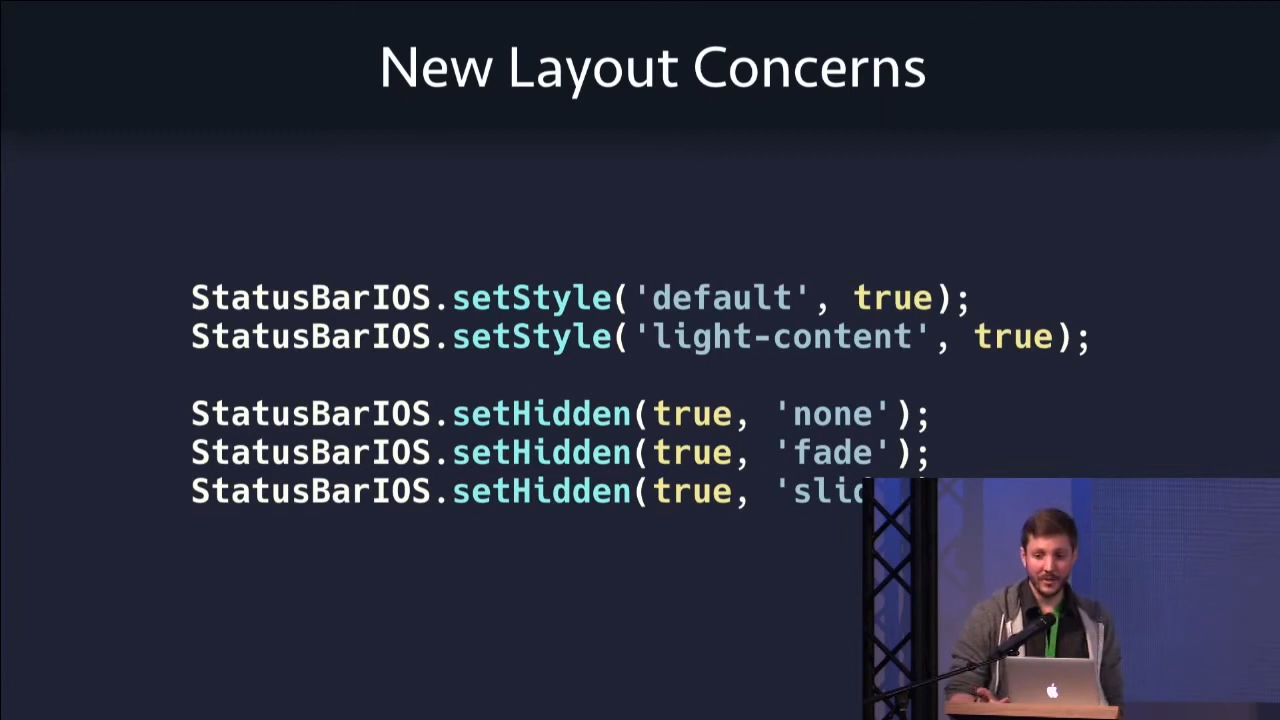 New Layout Concerns
StatusBarIOS.setStyle('default', true);
StatusBarIOS.setStyle('light-content', true);
StatusBarIOS.setHidden(true, 'none');
StatusBarIOS.setHidden(true, 'fade');
StatusBarIOS.setHidden(true,